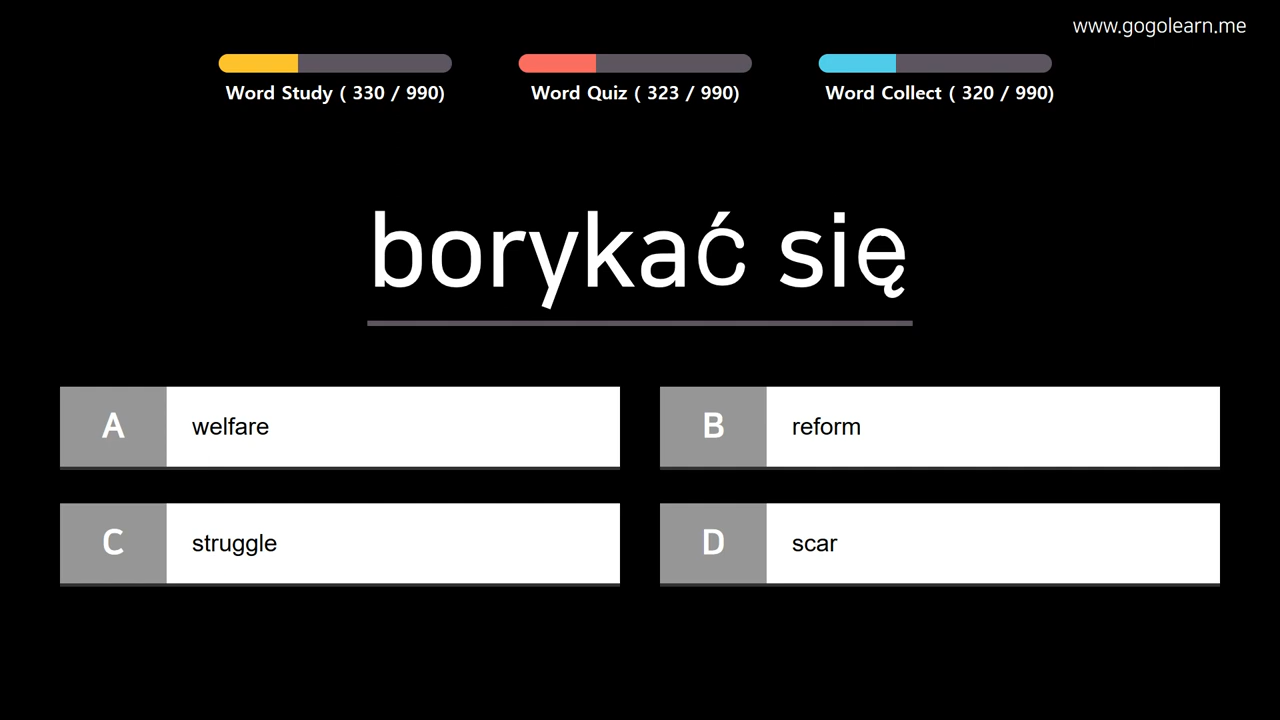 www.gogolearn.me
Word Study ( 330 / 990)
Word Quiz ( 323 / 990)
Word Collect ( 320 / 990)
borykać się
A welfare
B reform
C struggle
D scar